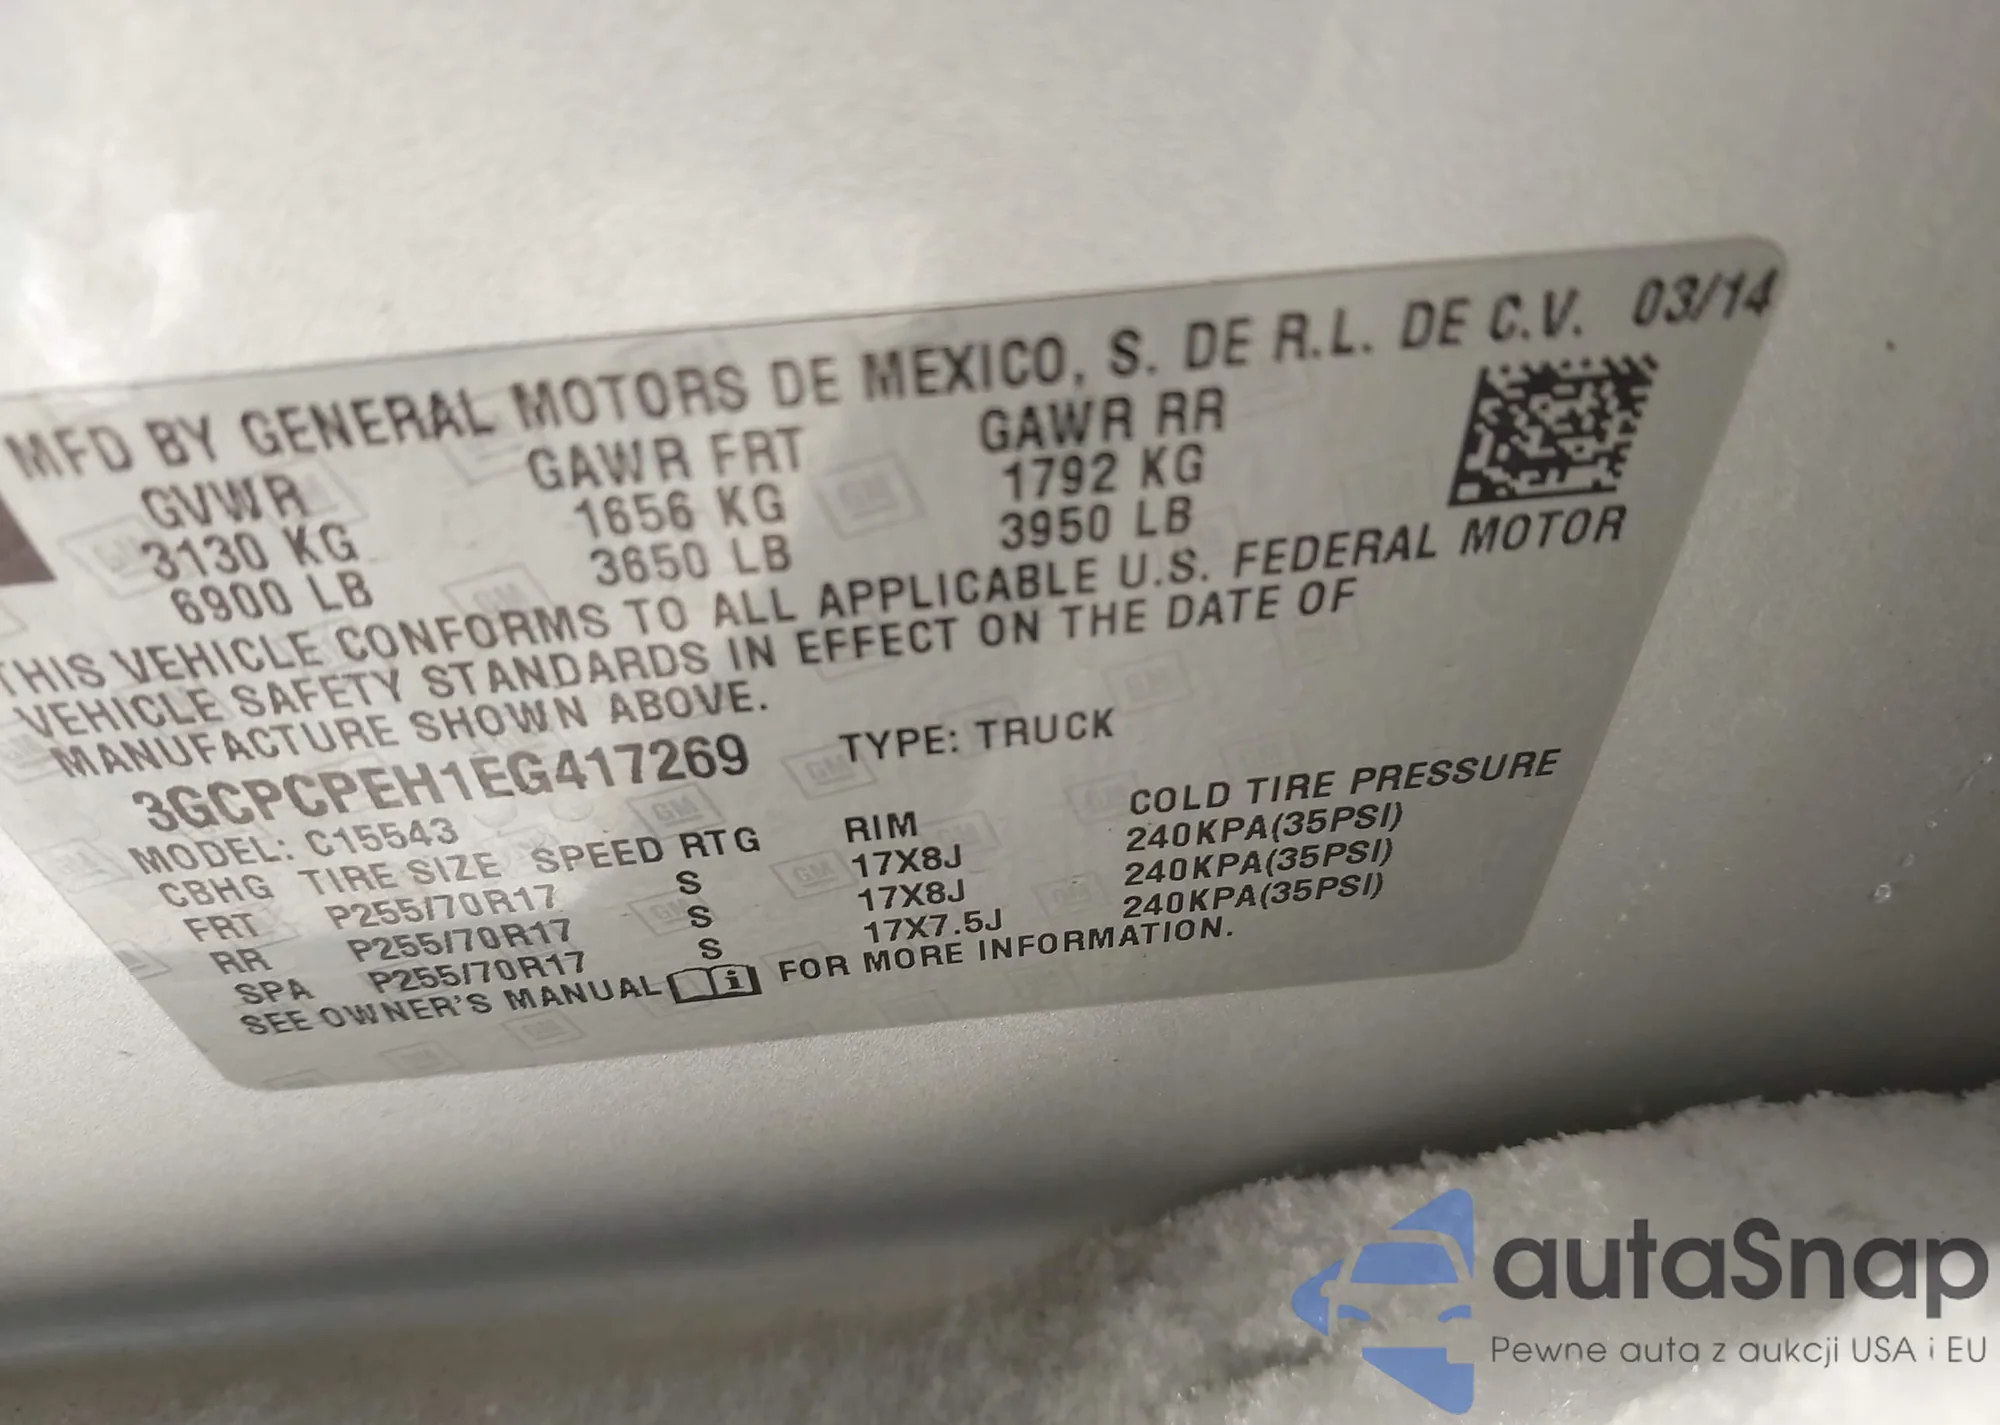 MFD BY GENERAL MOTORS DE MEXICO, S. DE R.L. DE C.V. 03/14
GVWR GAWR FRT GAWR RR
3130 KG 1656 KG 1792 KG
6900 LB 3650 LB 3950 LB
THIS VEHICLE CONFORMS TO ALL APPLICABLE U.S. FEDERAL MOTOR
VEHICLE SAFETY STANDARDS IN EFFECT ON THE DATE OF
MANUFACTURE SHOWN ABOVE.
3GCPCPEH1EG417269 TYPE: TRUCK
MODEL: C15543
CBHG TIRE SIZE SPEED RTG RIM COLD TIRE PRESSURE
FRT P255/70R17 S 17X8J 240KPA(35PSI)
RR P255/70R17 S 17X8J 240KPA(35PSI)
SPA P255/70R17 S 17X7.5J 240KPA(35PSI)
SEE OWNER'S MANUAL i FOR MORE INFORMATION.
autaSnap
Pewne auta z aukcji USA i EU